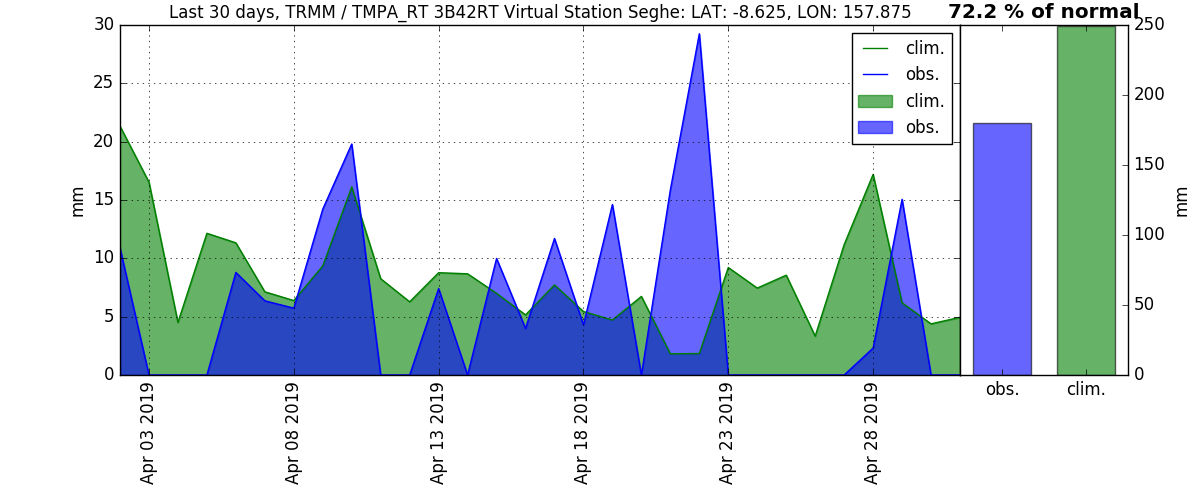 Last 30 days, TRMM / TMPA_RT 3B42RT Virtual Station Seghe: LAT: -8.625, LON: 157.875
72.2 % of normal
30
25
20
15
10
5
0
mm
clim.
obs.
clim.
obs.
250
200
150
100
50
0
mm
obs.
clim.
Apr 03 2019
Apr 08 2019
Apr 13 2019
Apr 18 2019
Apr 23 2019
Apr 28 2019